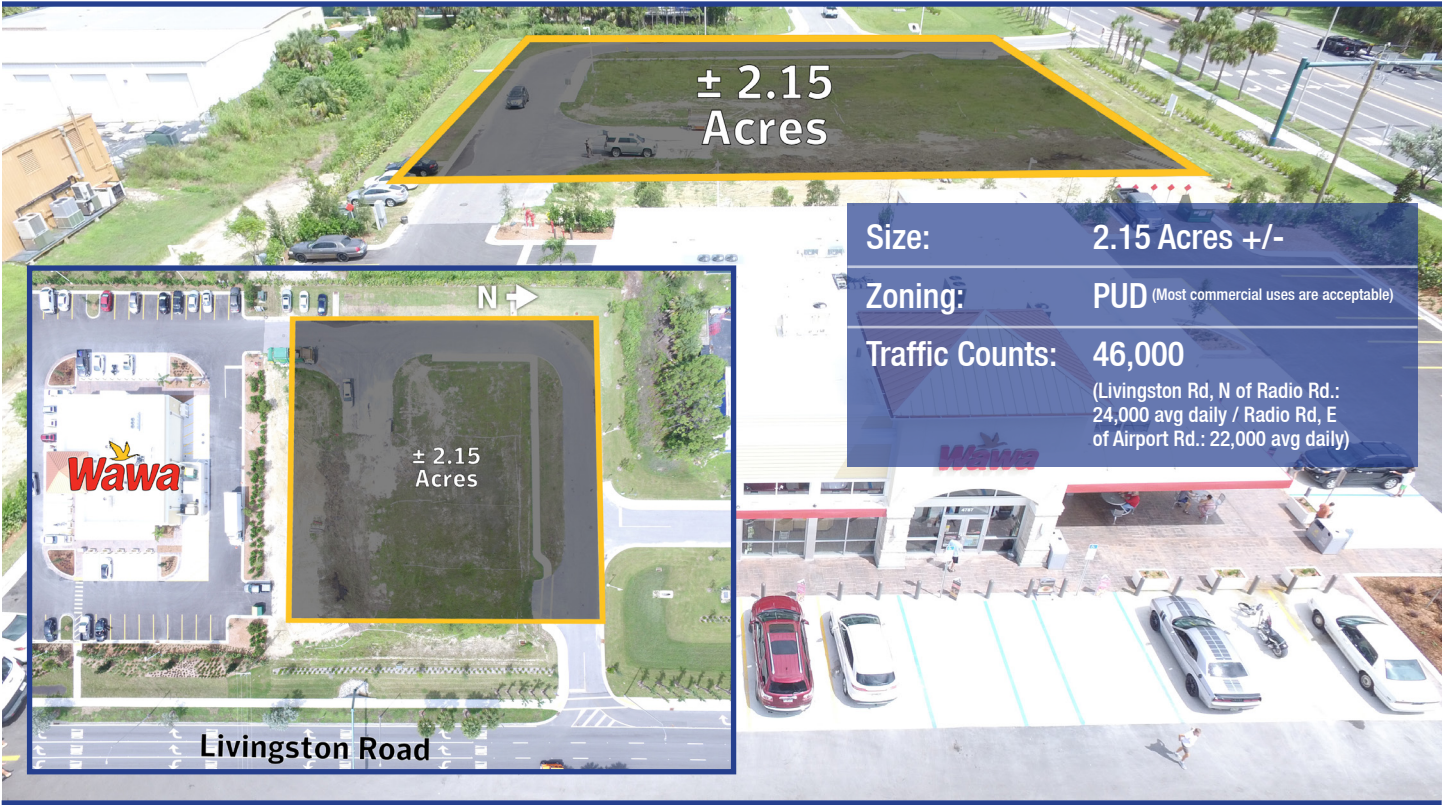 ± 2.15
Acres
Size: 2.15 Acres +/-
Zoning: PUD (Most commercial uses are acceptable)
Traffic Counts: 46,000
(Livingston Rd, N of Radio Rd.:
24,000 avg daily / Radio Rd, E
of Airport Rd.: 22,000 avg daily)
N
Wawa
± 2.15
Acres
Livingston Road
Wawa
4797